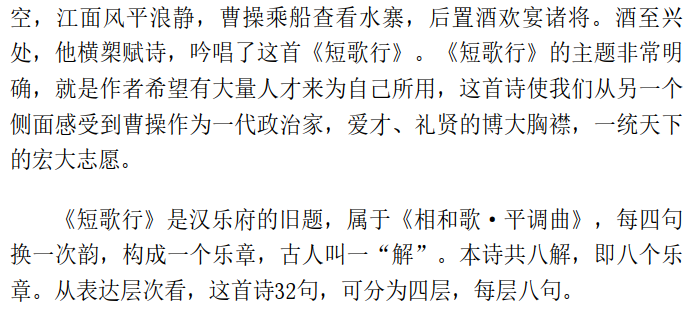 空，江面风平浪静，曹操乘船查看水寨，后置酒欢宴诸将。酒至兴
处，他横槊赋诗，吟唱了这首《短歌行》。《短歌行》的主题非常明
确，就是作者希望有大量人才来为自己所用，这首诗使我们从另一个
侧面感受到曹操作为一代政治家，爱才、礼贤的博大胸襟，一统天下
的宏大志愿。
《短歌行》是汉乐府的旧题，属于《相和歌·平调曲》，每四句
换一次韵，构成一个乐章，古人叫一“解”。本诗共八解，即八个乐
章。从表达层次看，这首诗32句，可分为四层，每层八句。